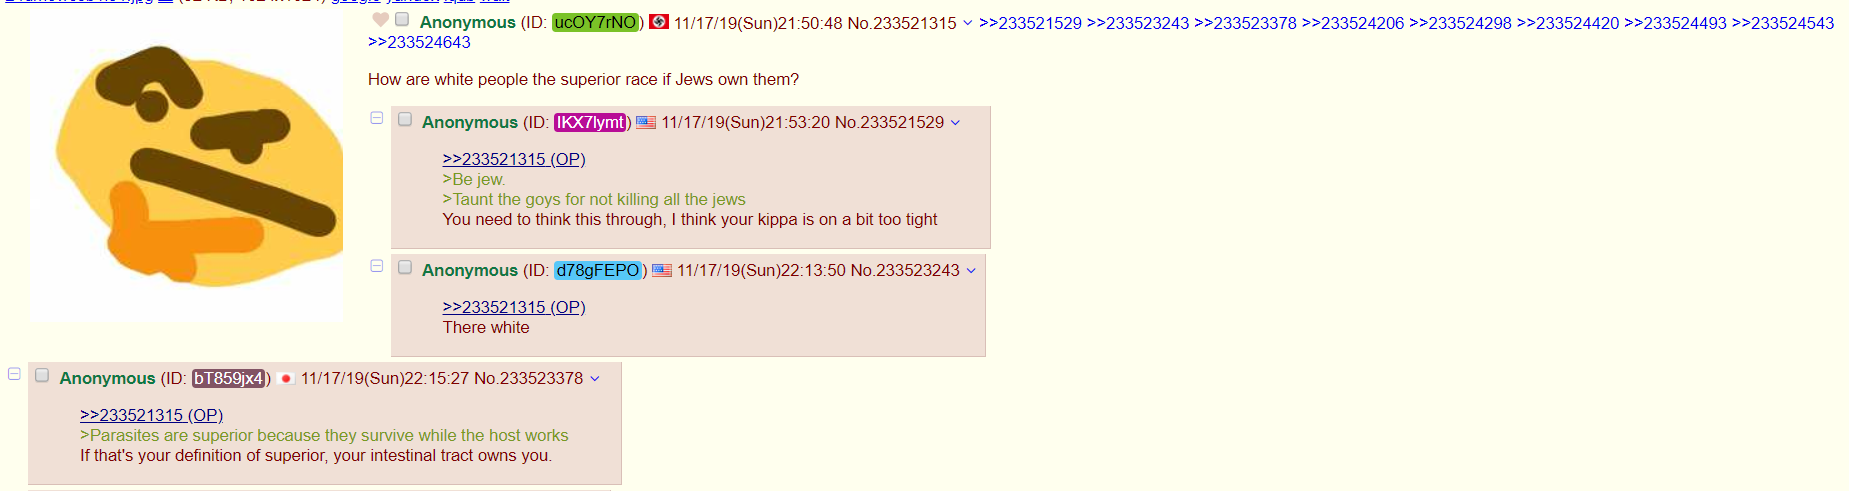 Anonymous (ID: ucOY7rNO) 11/17/19(Sun)21:50:48 No.233521315 >>233521529 >>233523243 >>233523378 >>233524206 >>233524298 >>233524420 >>233524493 >>233524543
>>233524643
How are white people the superior race if Jews own them?
Anonymous (ID: IKX7lymt) 11/17/19(Sun)21:53:20 No.233521529
>>233521315 (OP)
>Be jew.
>Taunt the goys for not killing all the jews
You need to think this through, I think your kippa is on a bit too tight
Anonymous (ID: d78gFEPO) 11/17/19(Sun)22:13:50 No.233523243
>>233521315 (OP)
There white
Anonymous (ID: bT859jx4) 11/17/19(Sun)22:15:27 No.233523378
>>233521315 (OP)
>Parasites are superior because they survive while the host works
If that's your definition of superior, your intestinal tract owns you.